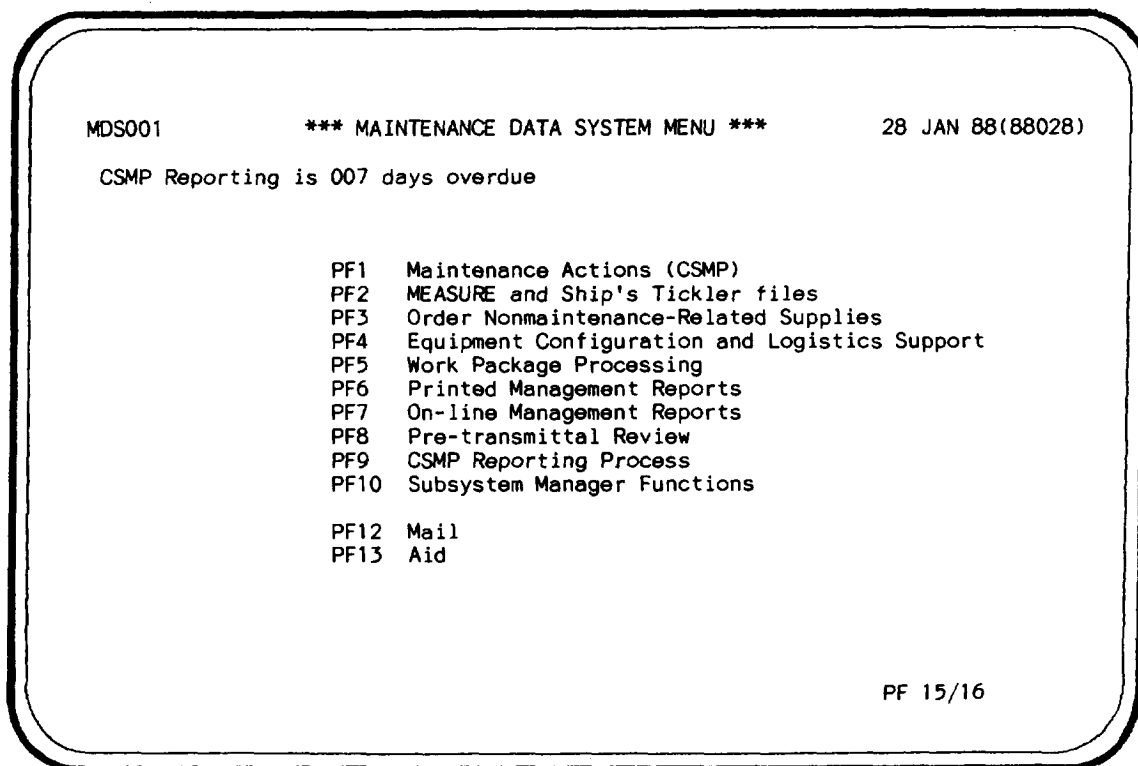 MDS001 *** MAINTENANCE DATA SYSTEM MENU *** 28 JAN 88(88028)
CSMP Reporting is 007 days overdue
PF1 Maintenance Actions (CSMP)
PF2 MEASURE and Ship's Tickler files
PF3 Order Nonmaintenance-Related Supplies
PF4 Equipment Configuration and Logistics Support
PF5 Work Package Processing
PF6 Printed Management Reports
PF7 On-line Management Reports
PF8 Pre-transmittal Review
PF9 CSMP Reporting Process
PF10 Subsystem Manager Functions
PF12 Mail
PF13 Aid
PF 15/16